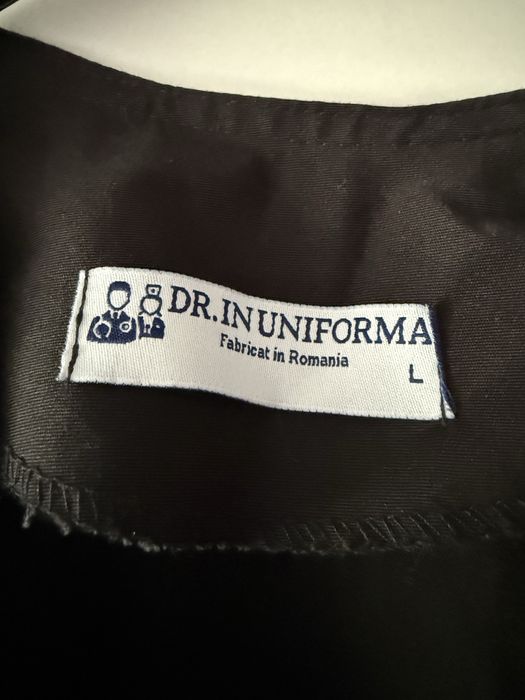 DR.IN UNIFORMA
Fabricat in Romania
L